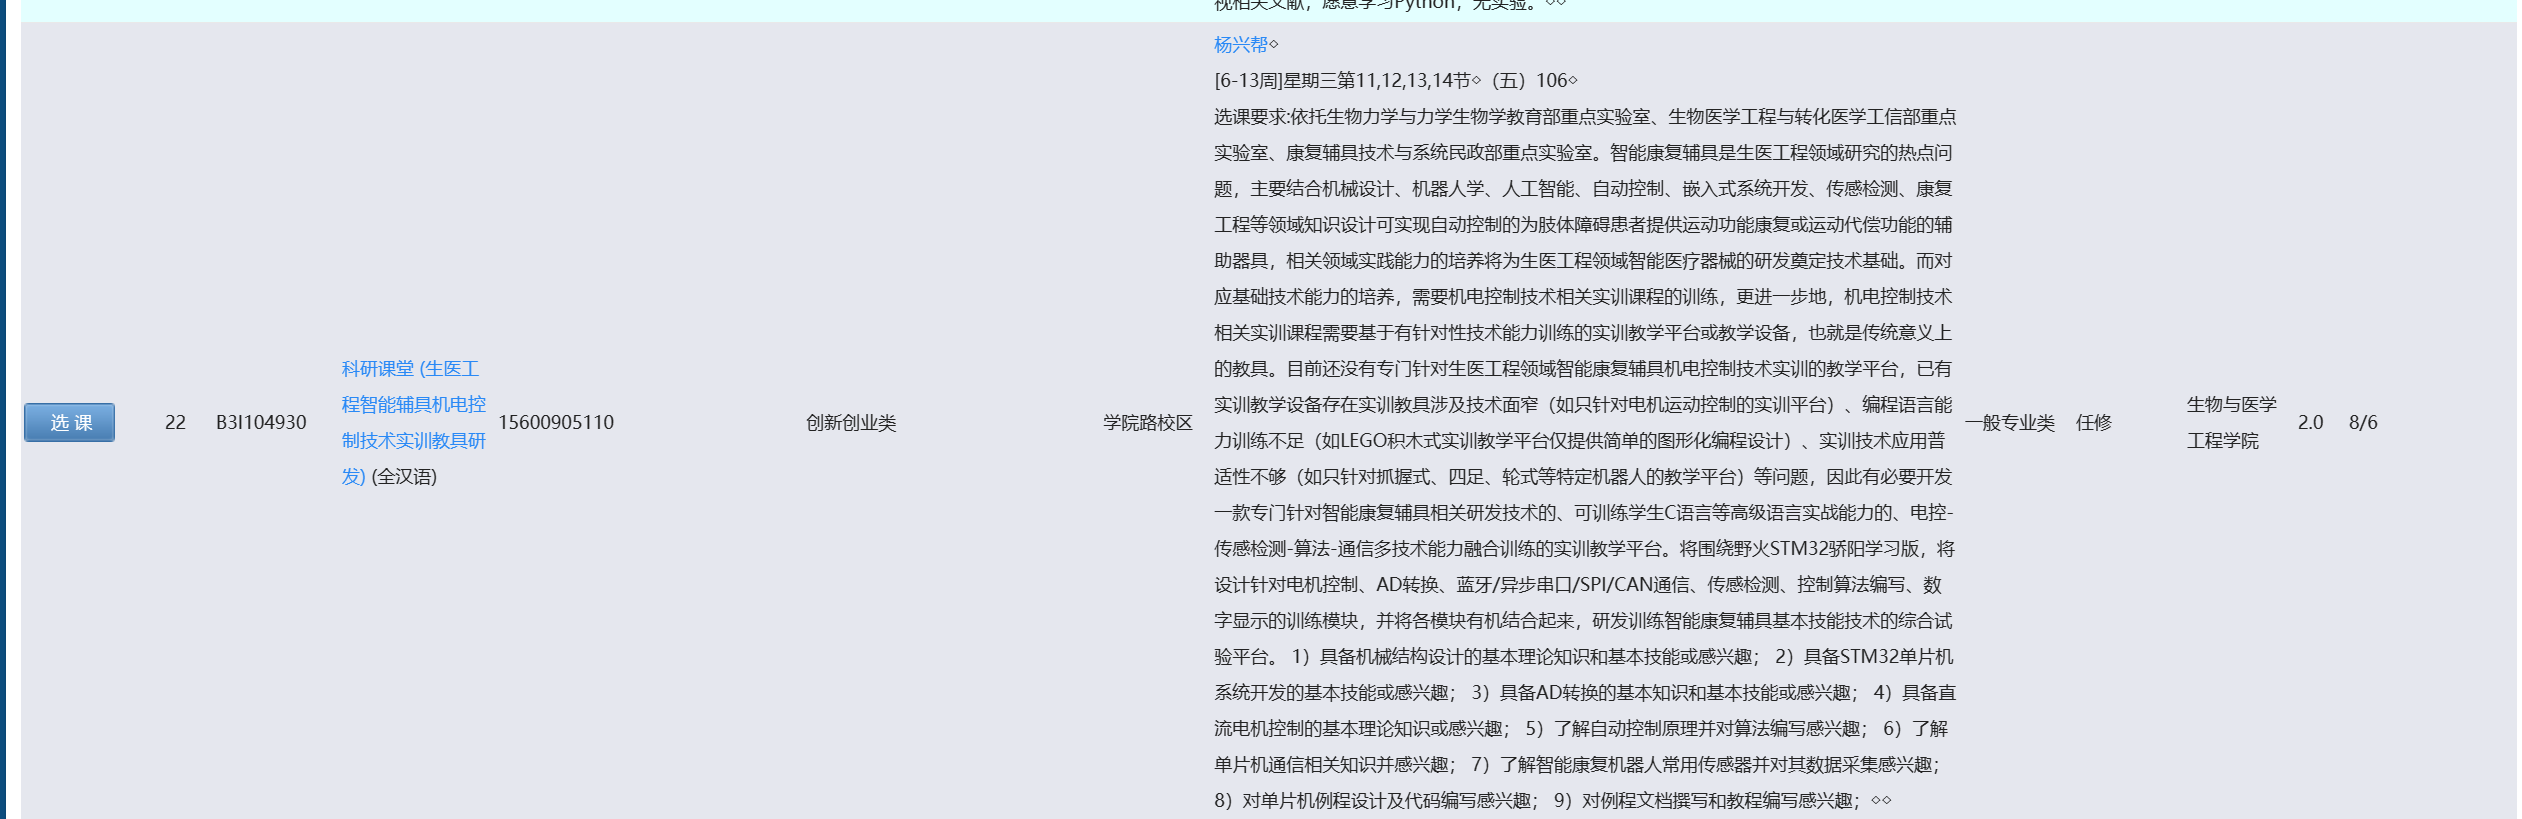 视相关文献，愿意学习Python，无实验。◇◇
杨兴帮◇
[6-13周]星期三第11,12,13,14节◇（五）106◇
选课要求:依托生物力学与力学生物学教育部重点实验室、生物医学工程与转化医学工信部重点
实验室、康复辅具技术与系统民政部重点实验室。智能康复辅具是生医工程领域研究的热点问
题，主要结合机械设计、机器人学、人工智能、自动控制、嵌入式系统开发、传感检测、康复
工程等领域知识设计可实现自动控制的为肢体障碍患者提供运动功能康复或运动代偿功能的辅
助器具，相关领域实践能力的培养将为生医工程领域智能医疗器械的研发奠定技术基础。而对
应基础技术能力的培养，需要机电控制技术相关实训课程的训练，更进一步地，机电控制技术
相关实训课程需要基于有针对性技术能力训练的实训教学平台或教学设备，也就是传统意义上
的教具。目前还没有专门针对生医工程领域智能康复辅具机电控制技术实训的教学平台，已有
实训教学设备存在实训教具涉及技术面窄（如只针对电机运动控制的实训平台）、编程语言能
力训练不足（如LEGO积木式实训教学平台仅提供简单的图形化编程设计）、实训技术应用普
适性不够（如只针对抓握式、四足、轮式等特定机器人的教学平台）等问题，因此有必要开发
一款专门针对智能康复辅具相关研发技术的、可训练学生C语言等高级语言实战能力的、电控-
传感检测-算法-通信多技术能力融合训练的实训教学平台。将围绕野火STM32骄阳学习版，将
设计针对电机控制、AD转换、蓝牙/异步串口/SPI/CAN通信、传感检测、控制算法编写、数
字显示的训练模块，并将各模块有机结合起来，研发训练智能康复辅具基本技能技术的综合试
验平台。 1）具备机械结构设计的基本理论知识和基本技能或感兴趣； 2）具备STM32单片机
系统开发的基本技能或感兴趣； 3）具备AD转换的基本知识和基本技能或感兴趣； 4）具备直
流电机控制的基本理论知识或感兴趣； 5）了解自动控制原理并对算法编写感兴趣； 6）了解
单片机通信相关知识并感兴趣； 7）了解智能康复机器人常用传感器并对其数据采集感兴趣；
8）对单片机例程设计及代码编写感兴趣； 9）对例程文档撰写和教程编写感兴趣；◇◇
选 课
22
B3I104930
科研课堂 (生医工
程智能辅具机电控
制技术实训教具研
发) (全汉语)
15600905110
创新创业类
学院路校区
一般专业类
任修
生物与医学
工程学院
2.0
8/6